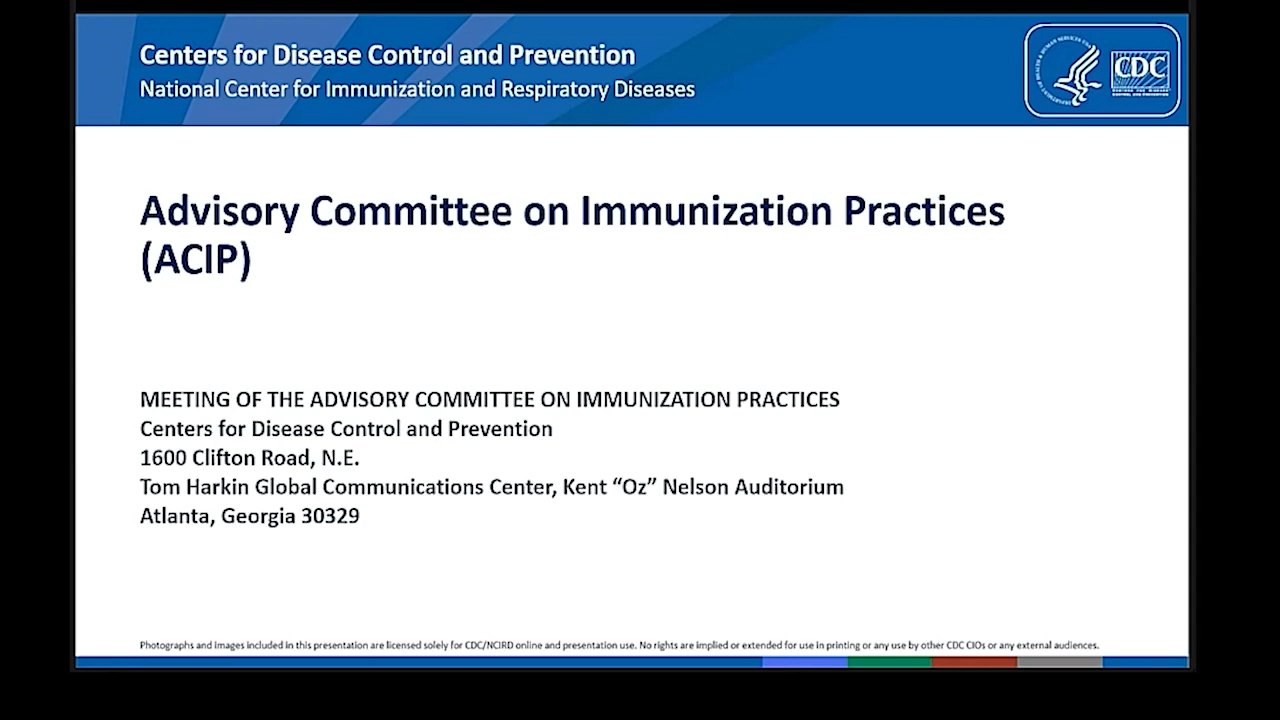 Centers for Disease Control and Prevention
National Center for Immunization and Respiratory Diseases
CDC
Advisory Committee on Immunization Practices
(ACIP)
MEETING OF THE ADVISORY COMMITTEE ON IMMUNIZATION PRACTICES
Centers for Disease Control and Prevention
1600 Clifton Road, N.E.
Tom Harkin Global Communications Center, Kent “Oz” Nelson Auditorium
Atlanta, Georgia 30329
Photographs and images included in this presentation are licensed solely for CDC/NCIRD online and presentation use. No rights are implied or extended for use in printing or any use by other CDC CIOs or any external audiences.